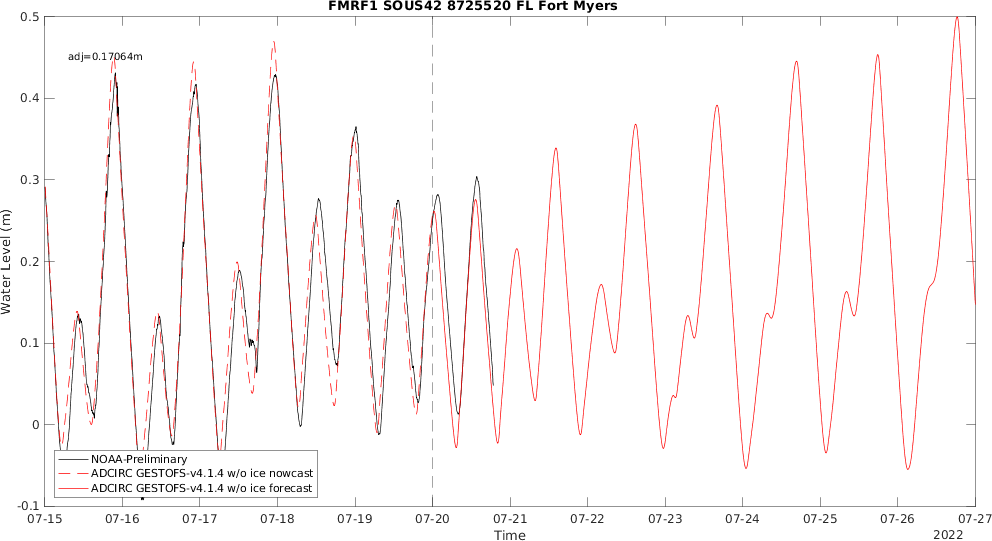 FMRF1 SOUS42 8725520 FL Fort Myers
0.5
adj=0.17064m
0.4
0.3
0.2
0.1
0
-0.1
Water Level (m)
NOAA-Preliminary
ADCIRC GESTOFS-v4.1.4 w/o ice nowcast
ADCIRC GESTOFS-v4.1.4 w/o ice forecast
07-15 07-16 07-17 07-18 07-19 07-20 07-21 07-22 07-23 07-24 07-25 07-26 07-27
Time
2022